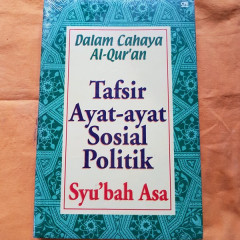 Dalam Cahaya
Al-Qur'an
Tafsir
Ayat-ayat
Sosial
Politik
Syu'bah Asa